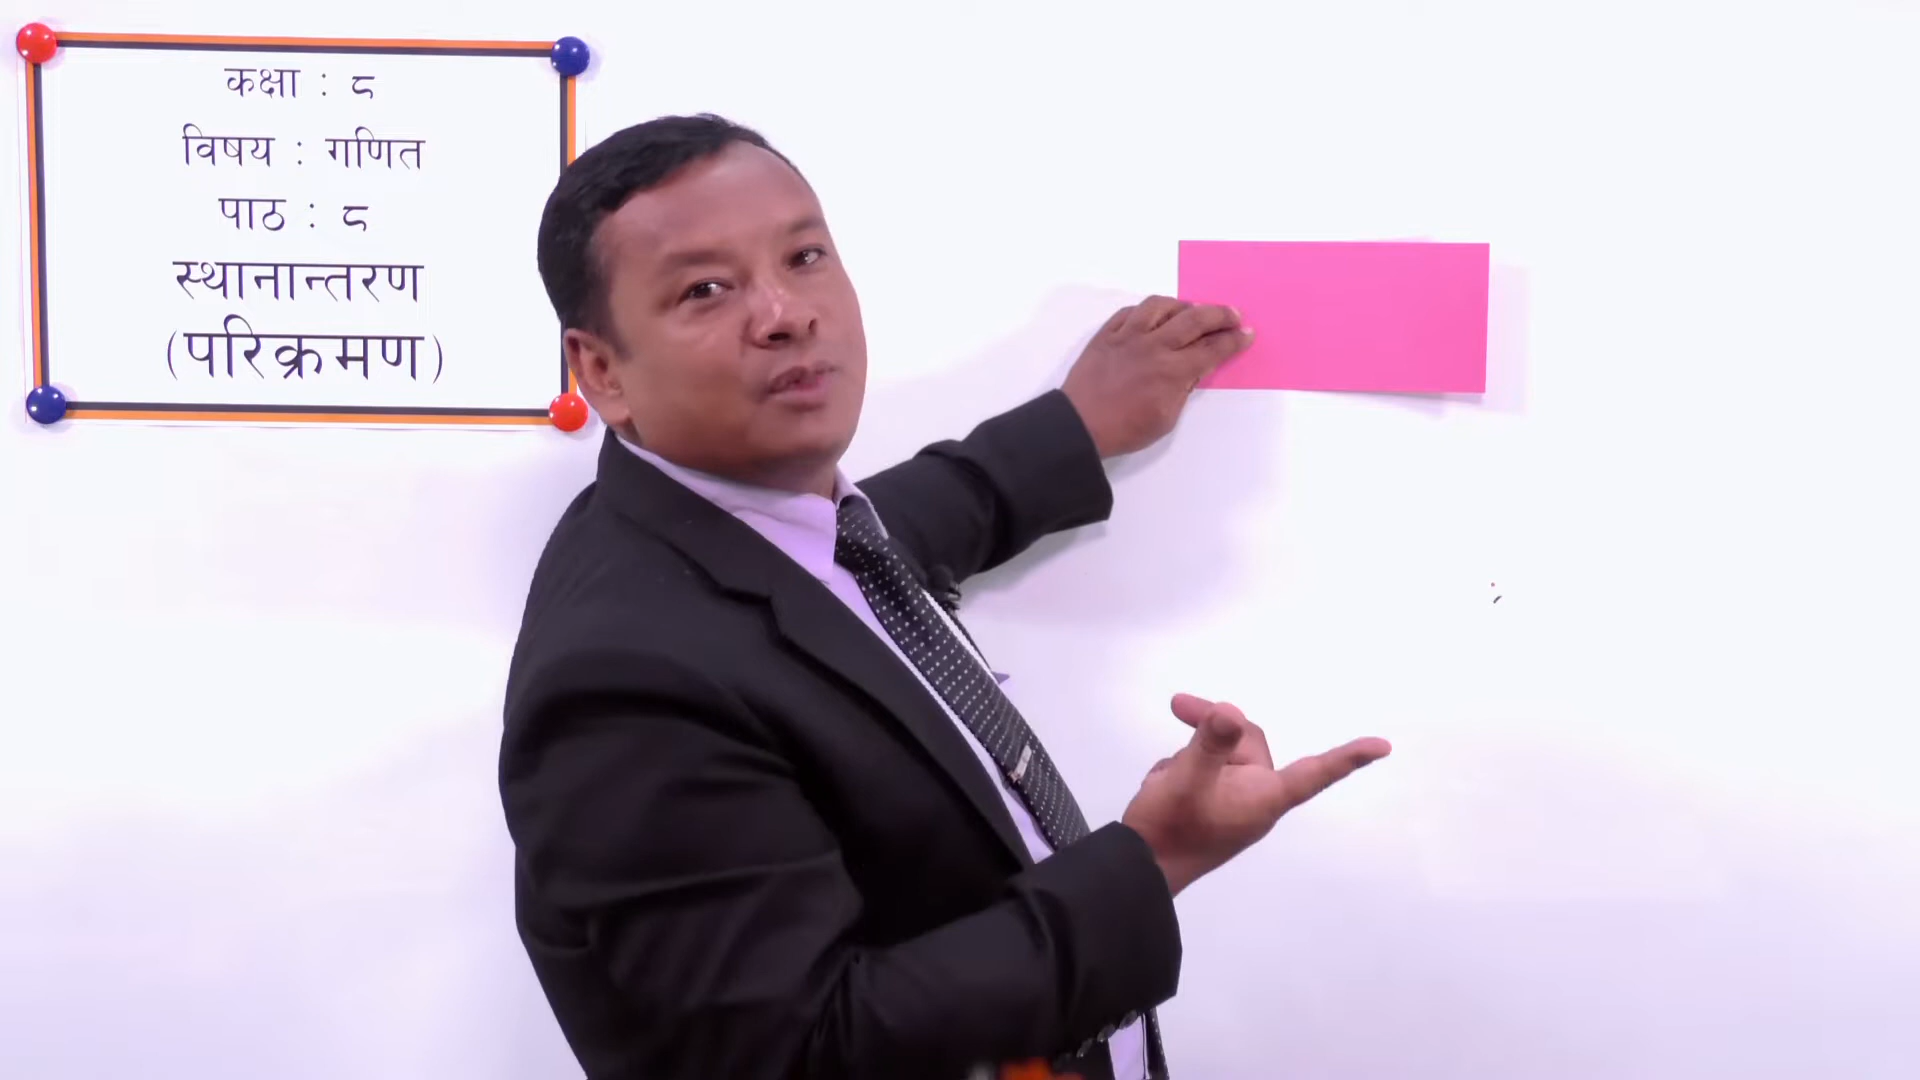 कक्षा : ८
विषय : गणित
पाठ : ८
स्थानान्तरण
(परिक्रमण)